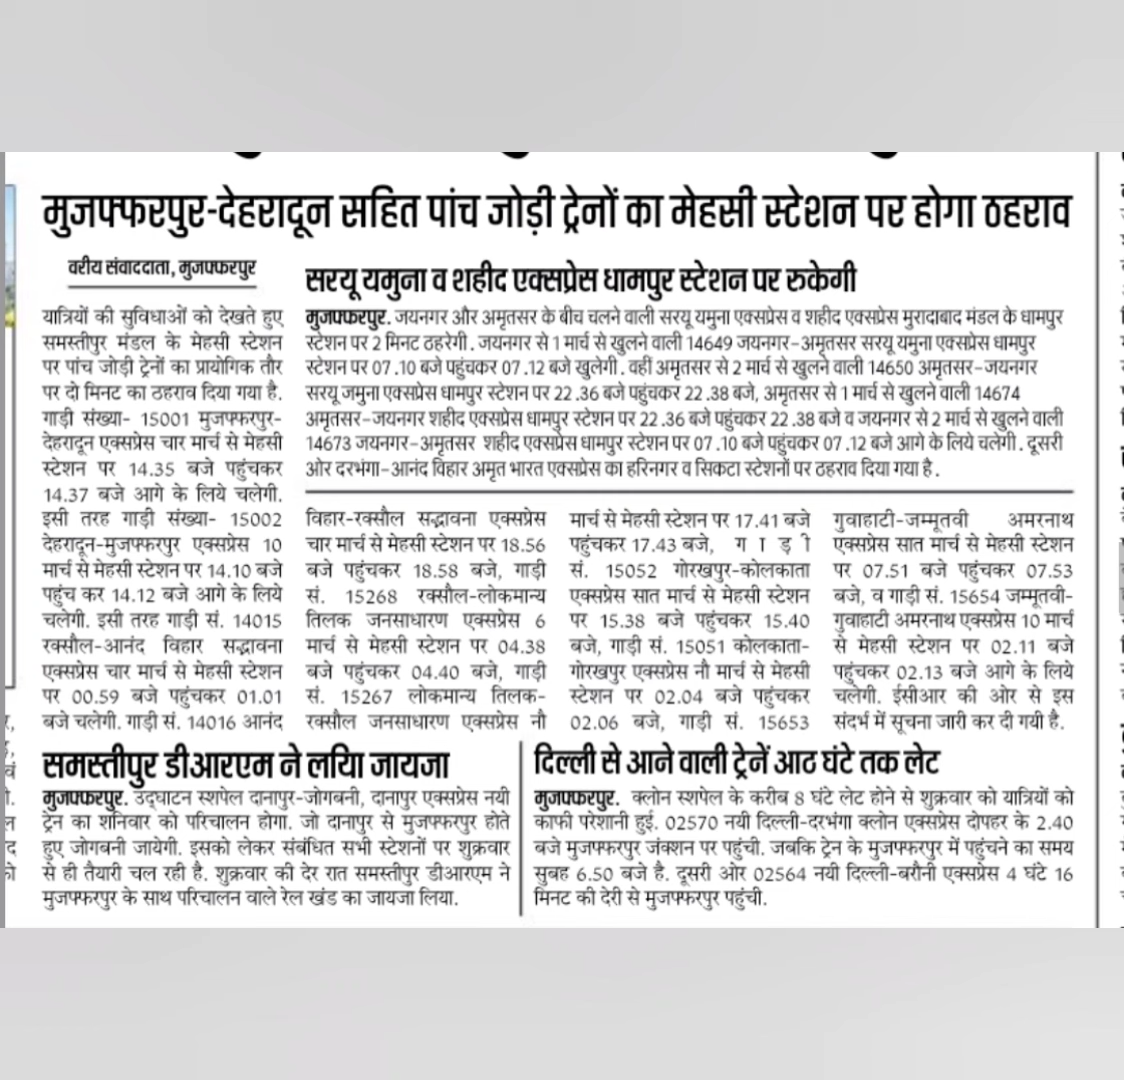 मुजफ्फरपुर-देहरादून सहित पांच जोड़ी ट्रेनों का मेहसी स्टेशन पर होगा ठहराव
वरीय संवाददाता, मुजफ्फरपुर
यात्रियों की सुविधाओं को देखते हुए
समस्तीपुर मंडल के मेहसी स्टेशन
पर पांच जोड़ी ट्रेनों का प्रायोगिक तौर
पर दो मिनट का ठहराव दिया गया है.
गाड़ी संख्या- 15001 मुजफ्फरपुर-
देहरादून एक्सप्रेस चार मार्च से मेहसी
स्टेशन पर 14.35 बजे पहुंचकर
14.37 बजे आगे के लिये चलेगी.
इसी तरह गाड़ी संख्या- 15002
देहरादून-मुजफ्फरपुर एक्सप्रेस 10
मार्च से मेहसी स्टेशन पर 14.10 बजे
पहुंच कर 14.12 बजे आगे के लिये
चलेगी. इसी तरह गाड़ी सं. 14015
रक्सौल-आनंद विहार सद्भावना
एक्सप्रेस चार मार्च से मेहसी स्टेशन
पर 00.59 बजे पहुंचकर 01.01
बजे चलेगी. गाड़ी सं. 14016 आनंद
सरयू यमुना व शहीद एक्सप्रेस धामपुर स्टेशन पर रुकेगी
मुजफ्फरपुर. जयनगर और अमृतसर के बीच चलने वाली सरयू यमुना एक्सप्रेस व शहीद एक्सप्रेस मुरादाबाद मंडल के धामपुर
स्टेशन पर 2 मिनट ठहरेगी. जयनगर से 1 मार्च से खुलने वाली 14649 जयनगर-अमृतसर सरयू यमुना एक्सप्रेस धामपुर
स्टेशन पर 07.10 बजे पहुंचकर 07.12 बजे खुलेगी. वहीं अमृतसर से 2 मार्च से खुलने वाली 14650 अमृतसर-जयनगर
सरयू जमुना एक्सप्रेस धामपुर स्टेशन पर 22.36 बजे पहुंचकर 22.38 बजे, अमृतसर से 1 मार्च से खुलने वाली 14674
अमृतसर-जयनगर शहीद एक्सप्रेस धामपुर स्टेशन पर 22.36 बजे पहुंचकर 22.38 बजे व जयनगर से 2 मार्च से खुलने वाली
14673 जयनगर-अमृतसर शहीद एक्सप्रेस धामपुर स्टेशन पर 07.10 बजे पहुंचकर 07.12 बजे आगे के लिये चलेगी. दूसरी
ओर दरभंगा-आनंद विहार अमृत भारत एक्सप्रेस का हरिनगर व सिकटा स्टेशनों पर ठहराव दिया गया है.
विहार-रक्सौल सद्भावना एक्सप्रेस
चार मार्च से मेहसी स्टेशन पर 18.56
बजे पहुंचकर 18.58 बजे, गाड़ी
सं. 15268 रक्सौल-लोकमान्य
तिलक जनसाधारण एक्सप्रेस 6
मार्च से मेहसी स्टेशन पर 04.38
बजे पहुंचकर 04.40 बजे, गाड़ी
सं. 15267 लोकमान्य तिलक-
रक्सौल जनसाधारण एक्सप्रेस नौ
मार्च से मेहसी स्टेशन पर 17.41 बजे
पहुंचकर 17.43 बजे, गाड़ी
सं. 15052 गोरखपुर-कोलकाता
एक्सप्रेस सात मार्च से मेहसी स्टेशन
पर 15.38 बजे पहुंचकर 15.40
बजे, गाड़ी सं. 15051 कोलकाता-
गोरखपुर एक्सप्रेस नौ मार्च से मेहसी
स्टेशन पर 02.04 बजे पहुंचकर
02.06 बजे, गाड़ी सं. 15653
गुवाहाटी-जम्मूतवी अमरनाथ
एक्सप्रेस सात मार्च से मेहसी स्टेशन
पर 07.51 बजे पहुंचकर 07.53
बजे, व गाड़ी सं. 15654 जम्मूतवी-
गुवाहाटी अमरनाथ एक्सप्रेस 10 मार्च
से मेहसी स्टेशन पर 02.11 बजे
पहुंचकर 02.13 बजे आगे के लिये
चलेगी. ईसीआर की ओर से इस
संदर्भ में सूचना जारी कर दी गयी है.
समस्तीपुर डीआरएम ने लयिा जायजा
मुजफ्फरपुर. उद्घाटन स्शपेल दानापुर-जोगबनी, दानापुर एक्सप्रेस नयी
ट्रेन का शनिवार को परिचालन होगा. जो दानापुर से मुजफ्फरपुर होते
हुए जोगबनी जायेगी. इसको लेकर संबंधित सभी स्टेशनों पर शुक्रवार
से ही तैयारी चल रही है. शुक्रवार की देर रात समस्तीपुर डीआरएम ने
मुजफ्फरपुर के साथ परिचालन वाले रेल खंड का जायजा लिया.
दिल्ली से आने वाली ट्रेनें आठ घंटे तक लेट
मुजफ्फरपुर. क्लोन स्शपेल के करीब 8 घंटे लेट होने से शुक्रवार को यात्रियों को
काफी परेशानी हुई. 02570 नयी दिल्ली-दरभंगा क्लोन एक्सप्रेस दोपहर के 2.40
बजे मुजफ्फरपुर जंक्शन पर पहुंची. जबकि ट्रेन के मुजफ्फरपुर में पहुंचने का समय
सुबह 6.50 बजे है. दूसरी ओर 02564 नयी दिल्ली-बरौनी एक्सप्रेस 4 घंटे 16
मिनट की देरी से मुजफ्फरपुर पहुंची.